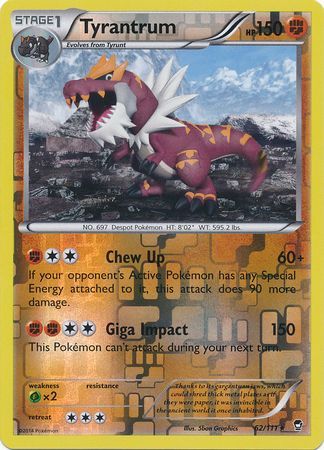 STAGE1
Tyrantrum
HP150
Evolves from Tyrunt
NO. 697 Despot Pokémon HT: 8'02" WT: 595.2 lbs.
Chew Up 60+
If your opponent's Active Pokémon has any Special
Energy attached to it, this attack does 90 more
damage.
Giga Impact 150
This Pokémon can't attack during your next turn.
weakness
resistance
×2
retreat
Thanks to its gargantuan jaws, which
could shred thick metal plates as if
they were paper, it was invincible in
the ancient world it once inhabited.
©2014 Pokémon
Illus. 5ban Graphics
62/111